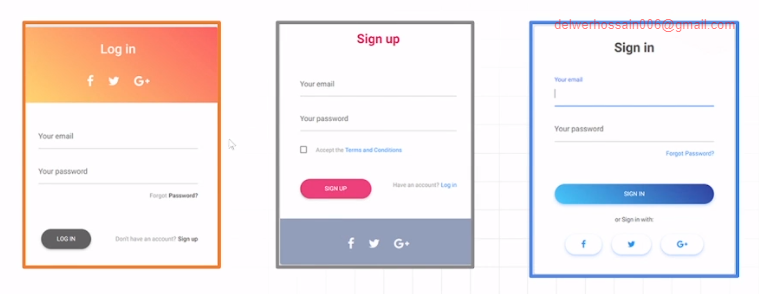 Log in
f
G+
Your email
Your password
Forgot Password?
LOG IN
Don't have an account? Sign up
Sign up
Your email
Your password
Accept the Terms and Conditions
SIGN UP
Have an account? Log in
f
G+
delwerhossain006@gmail.com
Sign in
Your email
Your password
Forgot Password?
SIGN IN
or Sign in with:
f
G+